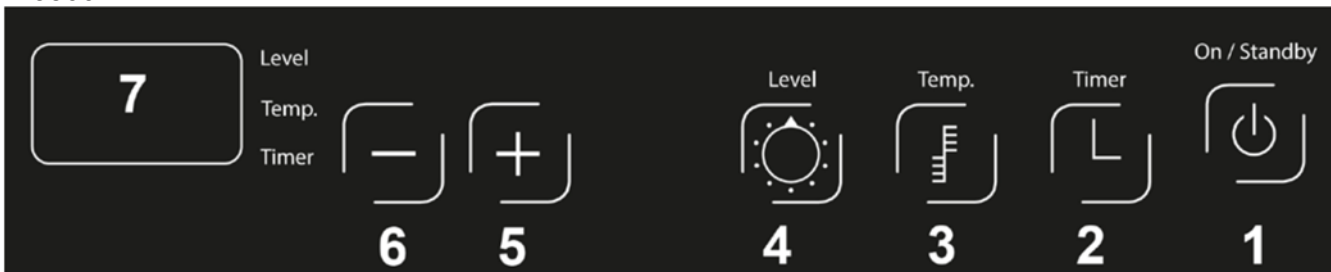 On / Standby
Level
Level
Temp.
Timer
7
Temp.
Timer
− +
6 5 4 3 2 1